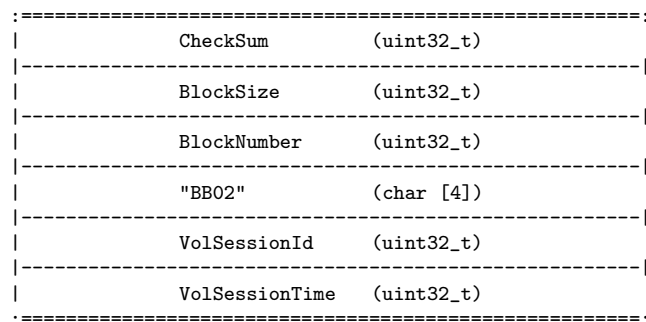 :=======================================================:
| CheckSum (uint32_t)
|-------------------------------------------------------|
| BlockSize (uint32_t)
|-------------------------------------------------------|
| BlockNumber (uint32_t)
|-------------------------------------------------------|
| "BB02" (char [4])
|-------------------------------------------------------|
| VolSessionId (uint32_t)
|-------------------------------------------------------|
| VolSessionTime (uint32_t)
:=======================================================: